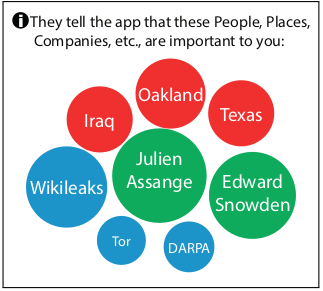 i They tell the app that these People, Places,
Companies, etc., are important to you:
Oakland
Texas
Iraq
Julien
Assange
Wikileaks
Edward
Snowden
Tor
DARPA